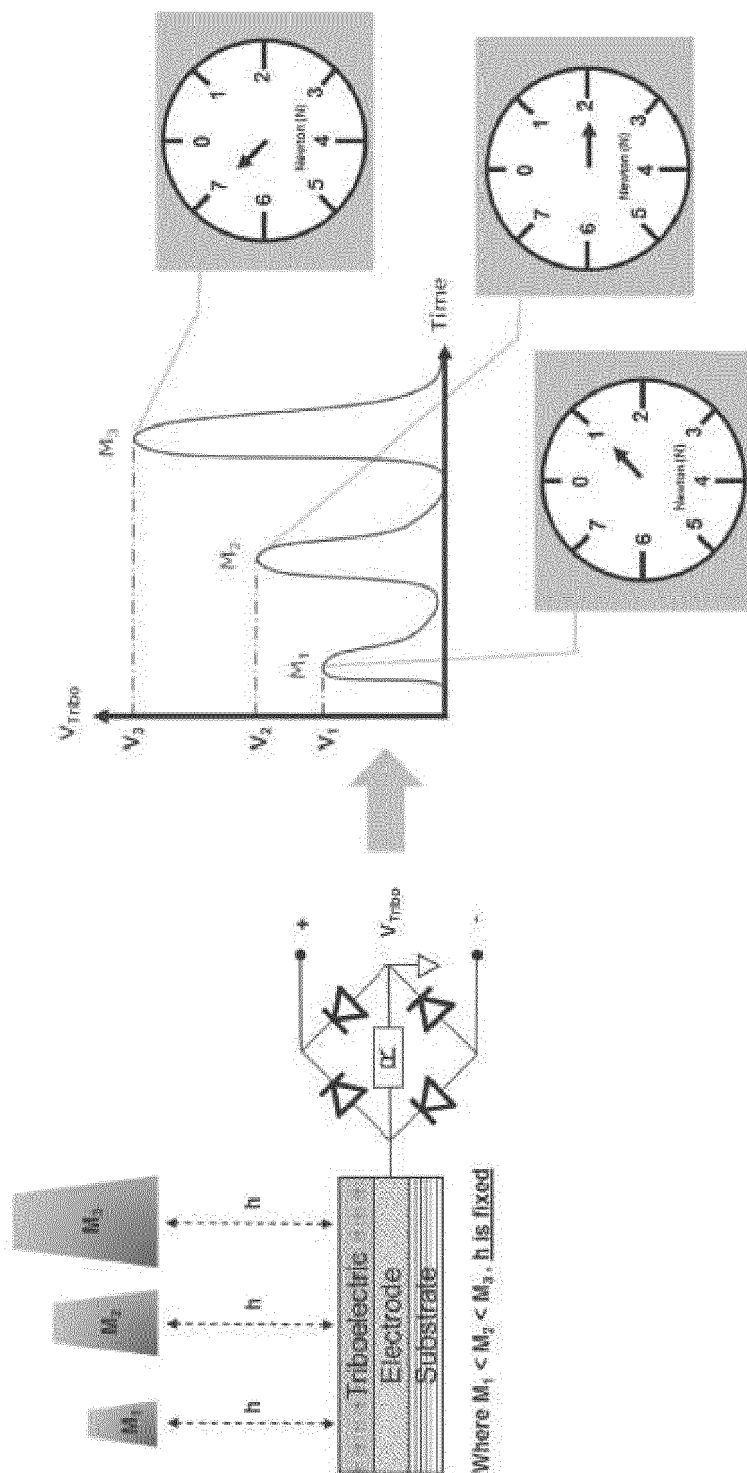 M₁
M₂
M₃
h
h
h
Triboelectric
Electrode
Substrate
Where M₁ < M₂ < M₃, h is fixed
R
+
V_Tribo
-
V_Tribo
V₃
V₂
V₁
M₁
M₂
M₃
Time
0
1
2
3
4
5
6
7
Newton (N)
0
1
2
3
4
5
6
7
Newton (N)
0
1
2
3
4
5
6
7
Newton (N)